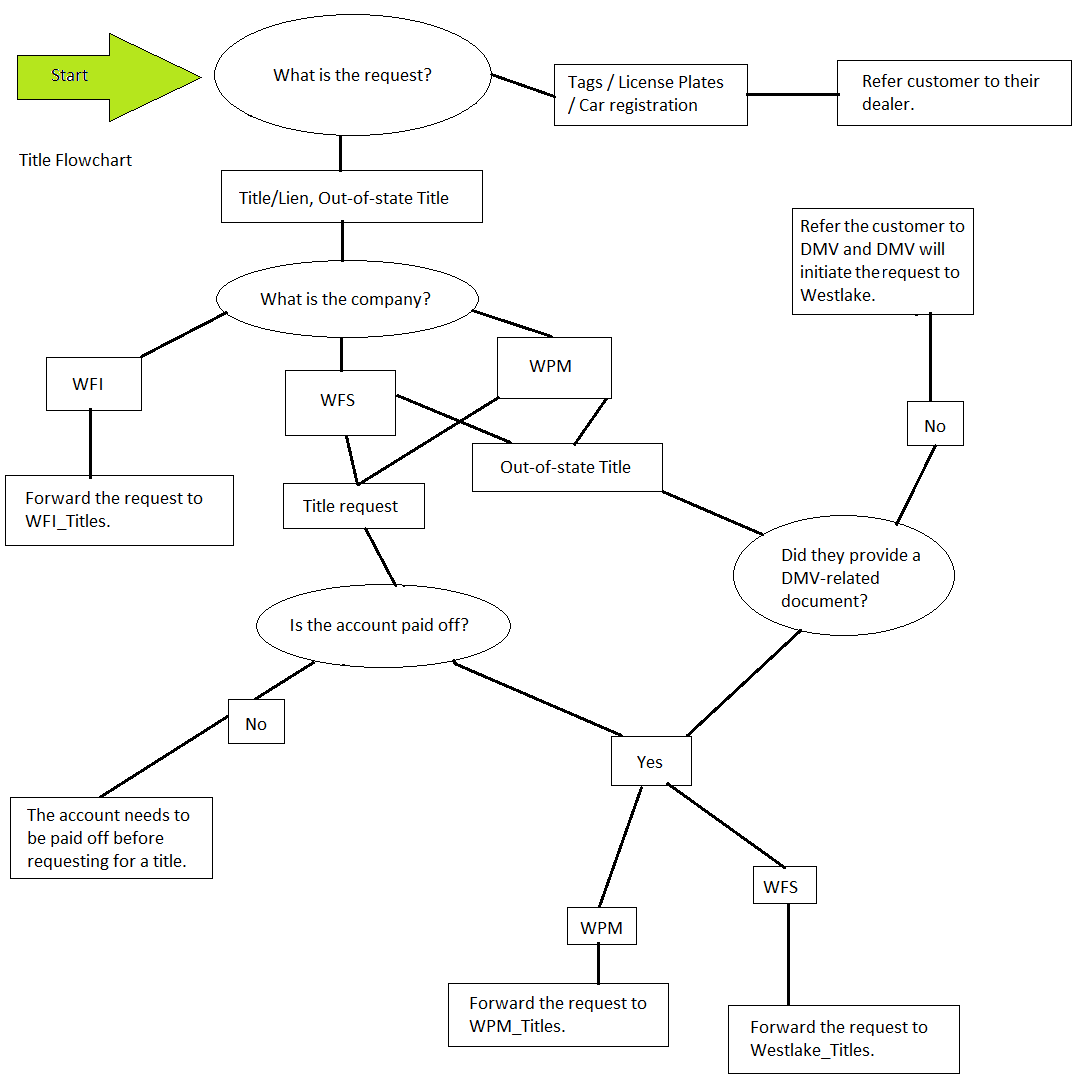 Start
What is the request?
Tags / License Plates
/ Car registration
Refer customer to their
dealer.
Title Flowchart
Title/Lien, Out-of-state Title
Refer the customer to
DMV and DMV will
initiate the request to
Westlake.
What is the company?
WFI
WFS
WPM
No
Out-of-state Title
Forward the request to
WFI_Titles.
Title request
Did they provide a
DMV-related
document?
Is the account paid off?
No
Yes
The account needs to
be paid off before
requesting for a title.
WFS
WPM
Forward the request to
WPM_Titles.
Forward the request to
Westlake_Titles.